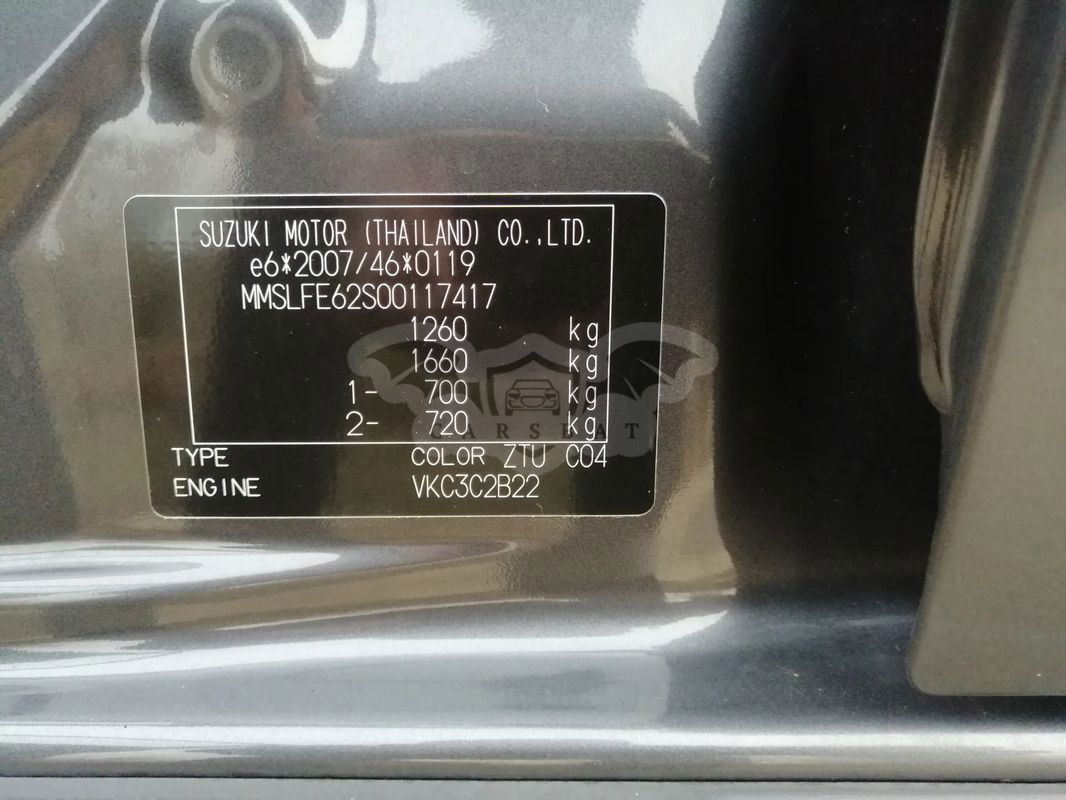 SUZUKI MOTOR (THAILAND) CO.,LTD.
e6*2007/46*0119
MMSLFE62S00117417
1260 kg
1660 kg
1- 700 kg
2- 720 kg
CARSBAT
TYPE COLOR ZTU C04
ENGINE VKC3C2B22